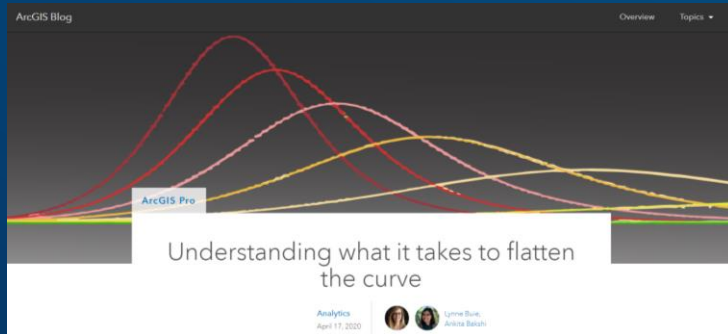 ArcGIS Blog
Overview Topics
ArcGIS Pro
Understanding what it takes to flatten
the curve
Analytics
April 17, 2020
Lynne Buie,
Ankita Bakshi